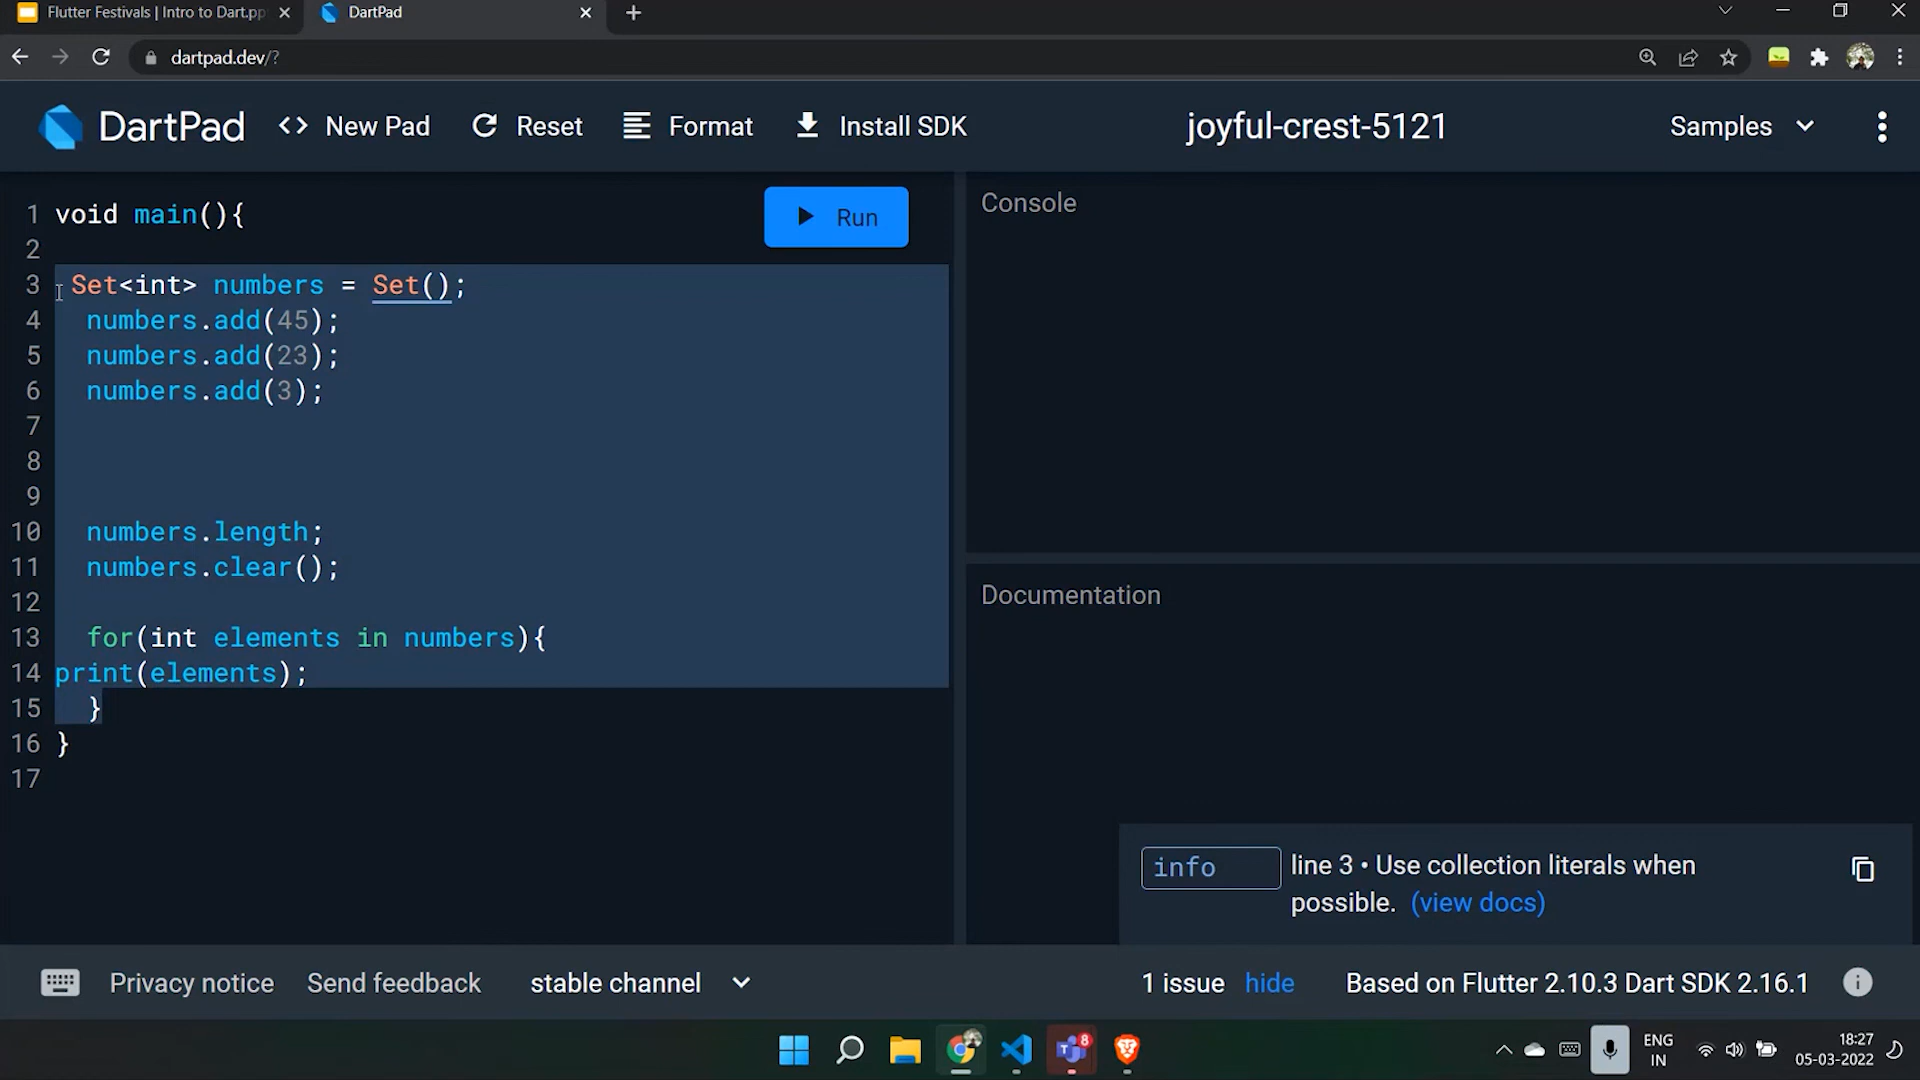 Flutter Festivals | Intro to Dart.pp
DartPad
dartpad.dev/?
DartPad
<> New Pad
Reset
Format
Install SDK
joyful-crest-5121
Samples
Run
1 void main(){
2
3 Set<int> numbers = Set();
4 numbers.add(45);
5 numbers.add(23);
6 numbers.add(3);
7
8
9
10 numbers.length;
11 numbers.clear();
12
13 for(int elements in numbers){
14 print(elements);
15 }
16 }
17
Console
Documentation
info
line 3 • Use collection literals when
possible. (view docs)
Privacy notice
Send feedback
stable channel
1 issue hide
Based on Flutter 2.10.3 Dart SDK 2.16.1
T
8
ENG
IN
18:27
05-03-2022